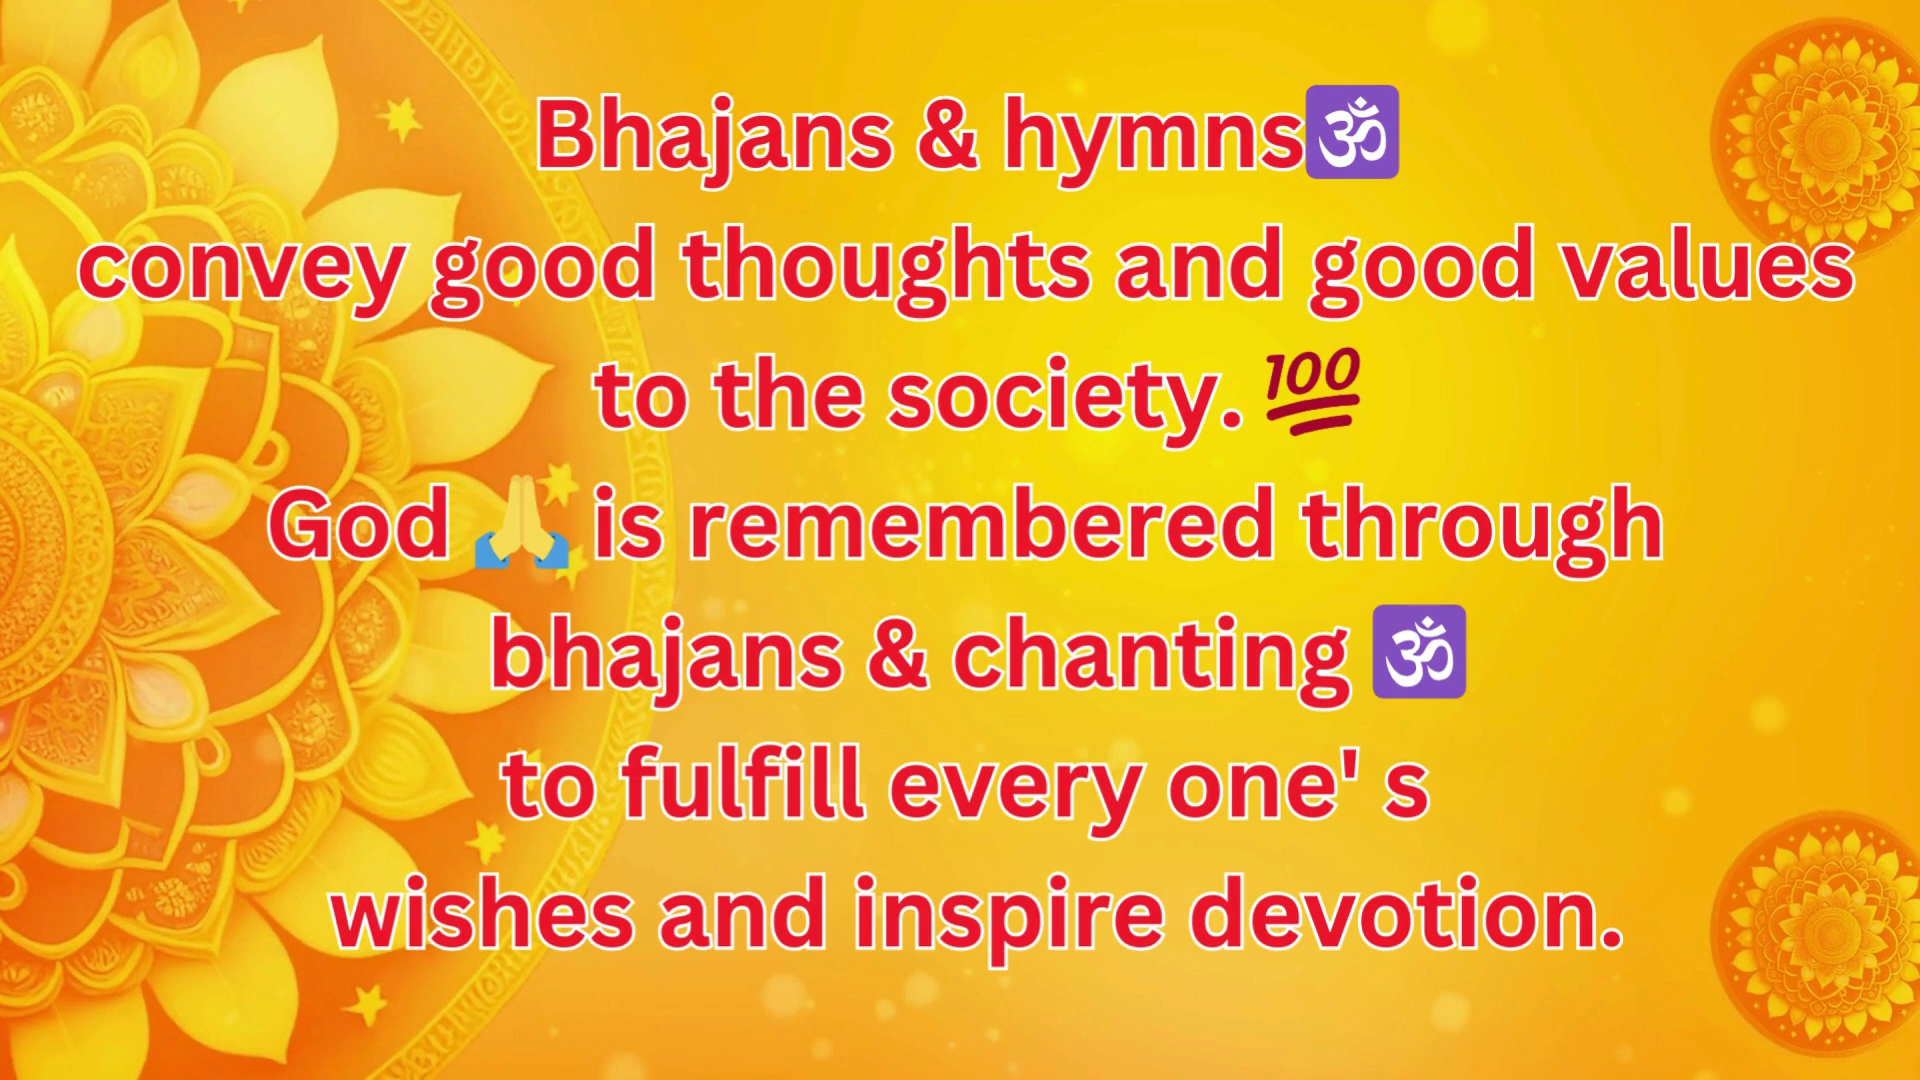 Bhajans & hymns🕉️
convey good thoughts and good values
to the society. 💯
God 🙏 is remembered through
bhajans & chanting 🕉️
to fulfill every one' s
wishes and inspire devotion.